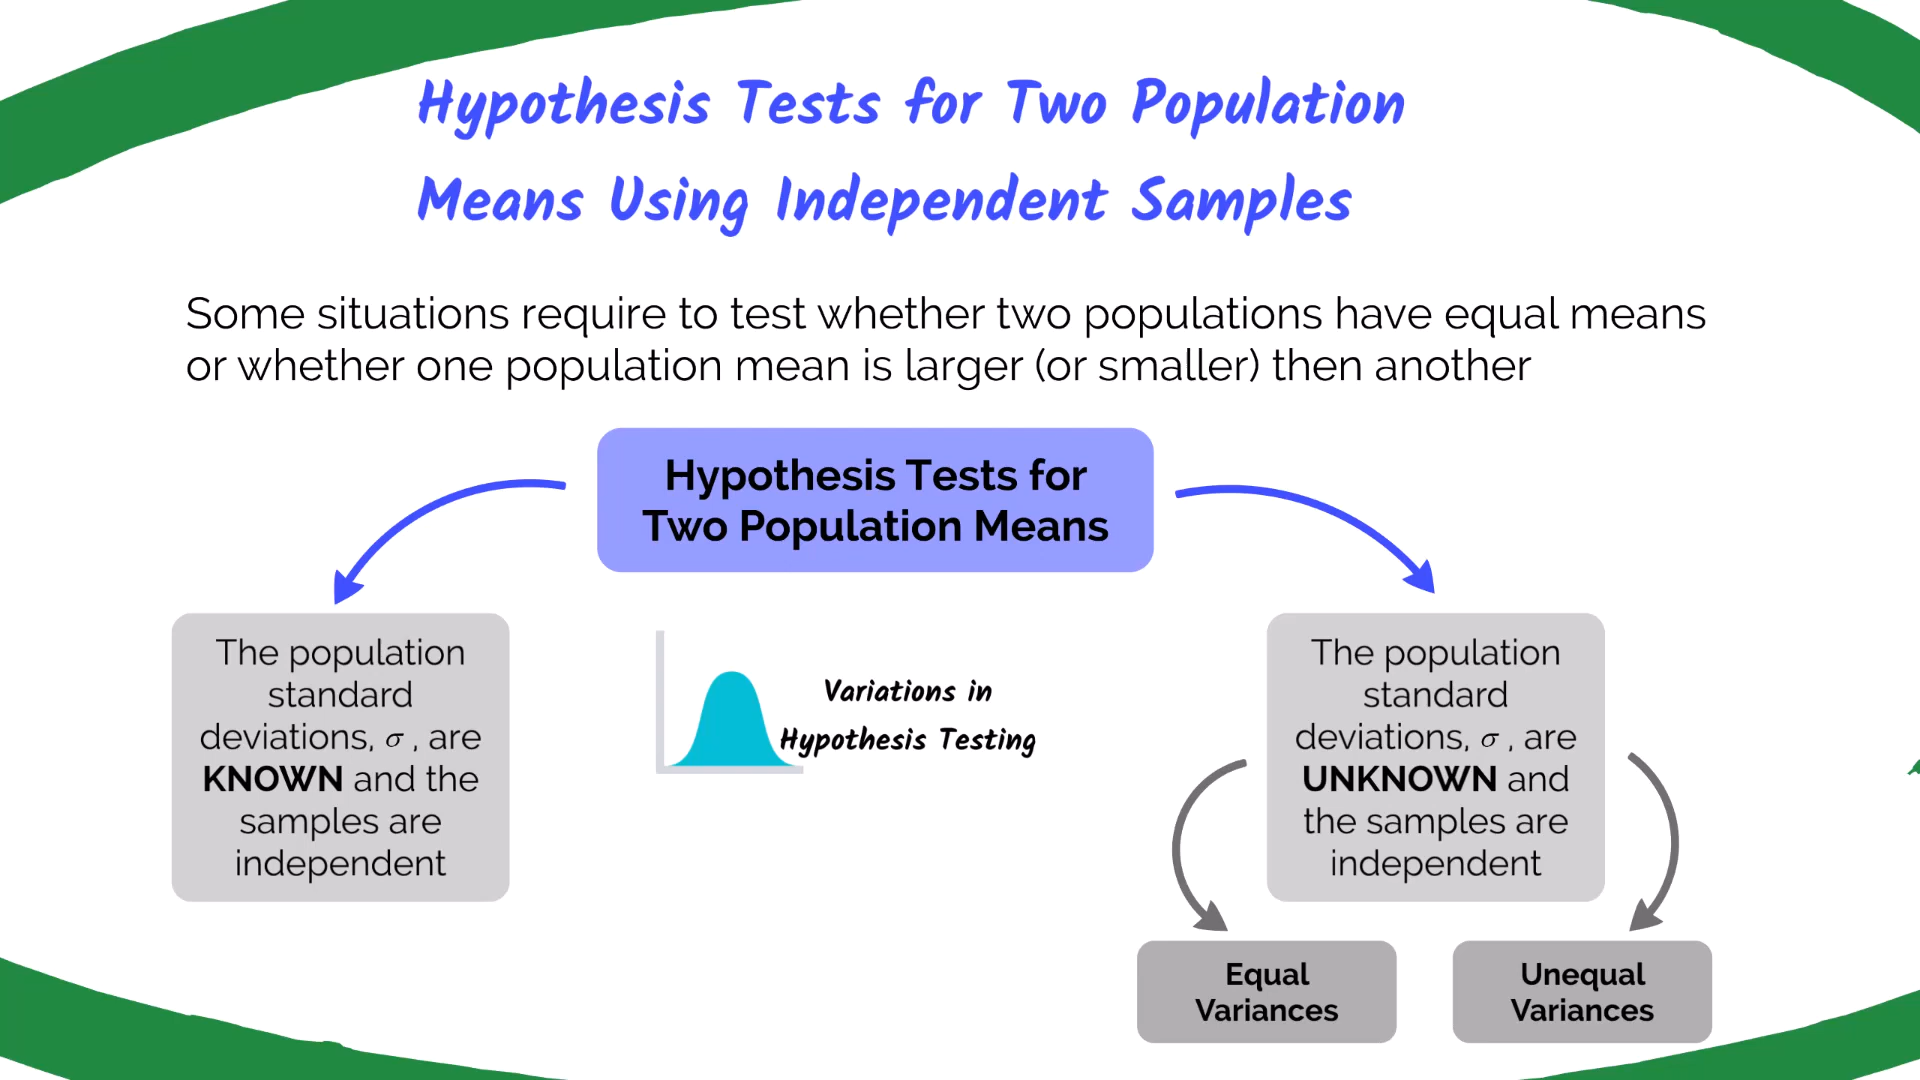 Hypothesis Tests for Two Population
Means Using Independent Samples
Some situations require to test whether two populations have equal means
or whether one population mean is larger (or smaller) then another
Hypothesis Tests for
Two Population Means
The population
standard
deviations, σ , are
KNOWN and the
samples are
independent
Variations in
Hypothesis Testing
The population
standard
deviations, σ , are
UNKNOWN and
the samples are
independent
Equal
Variances
Unequal
Variances